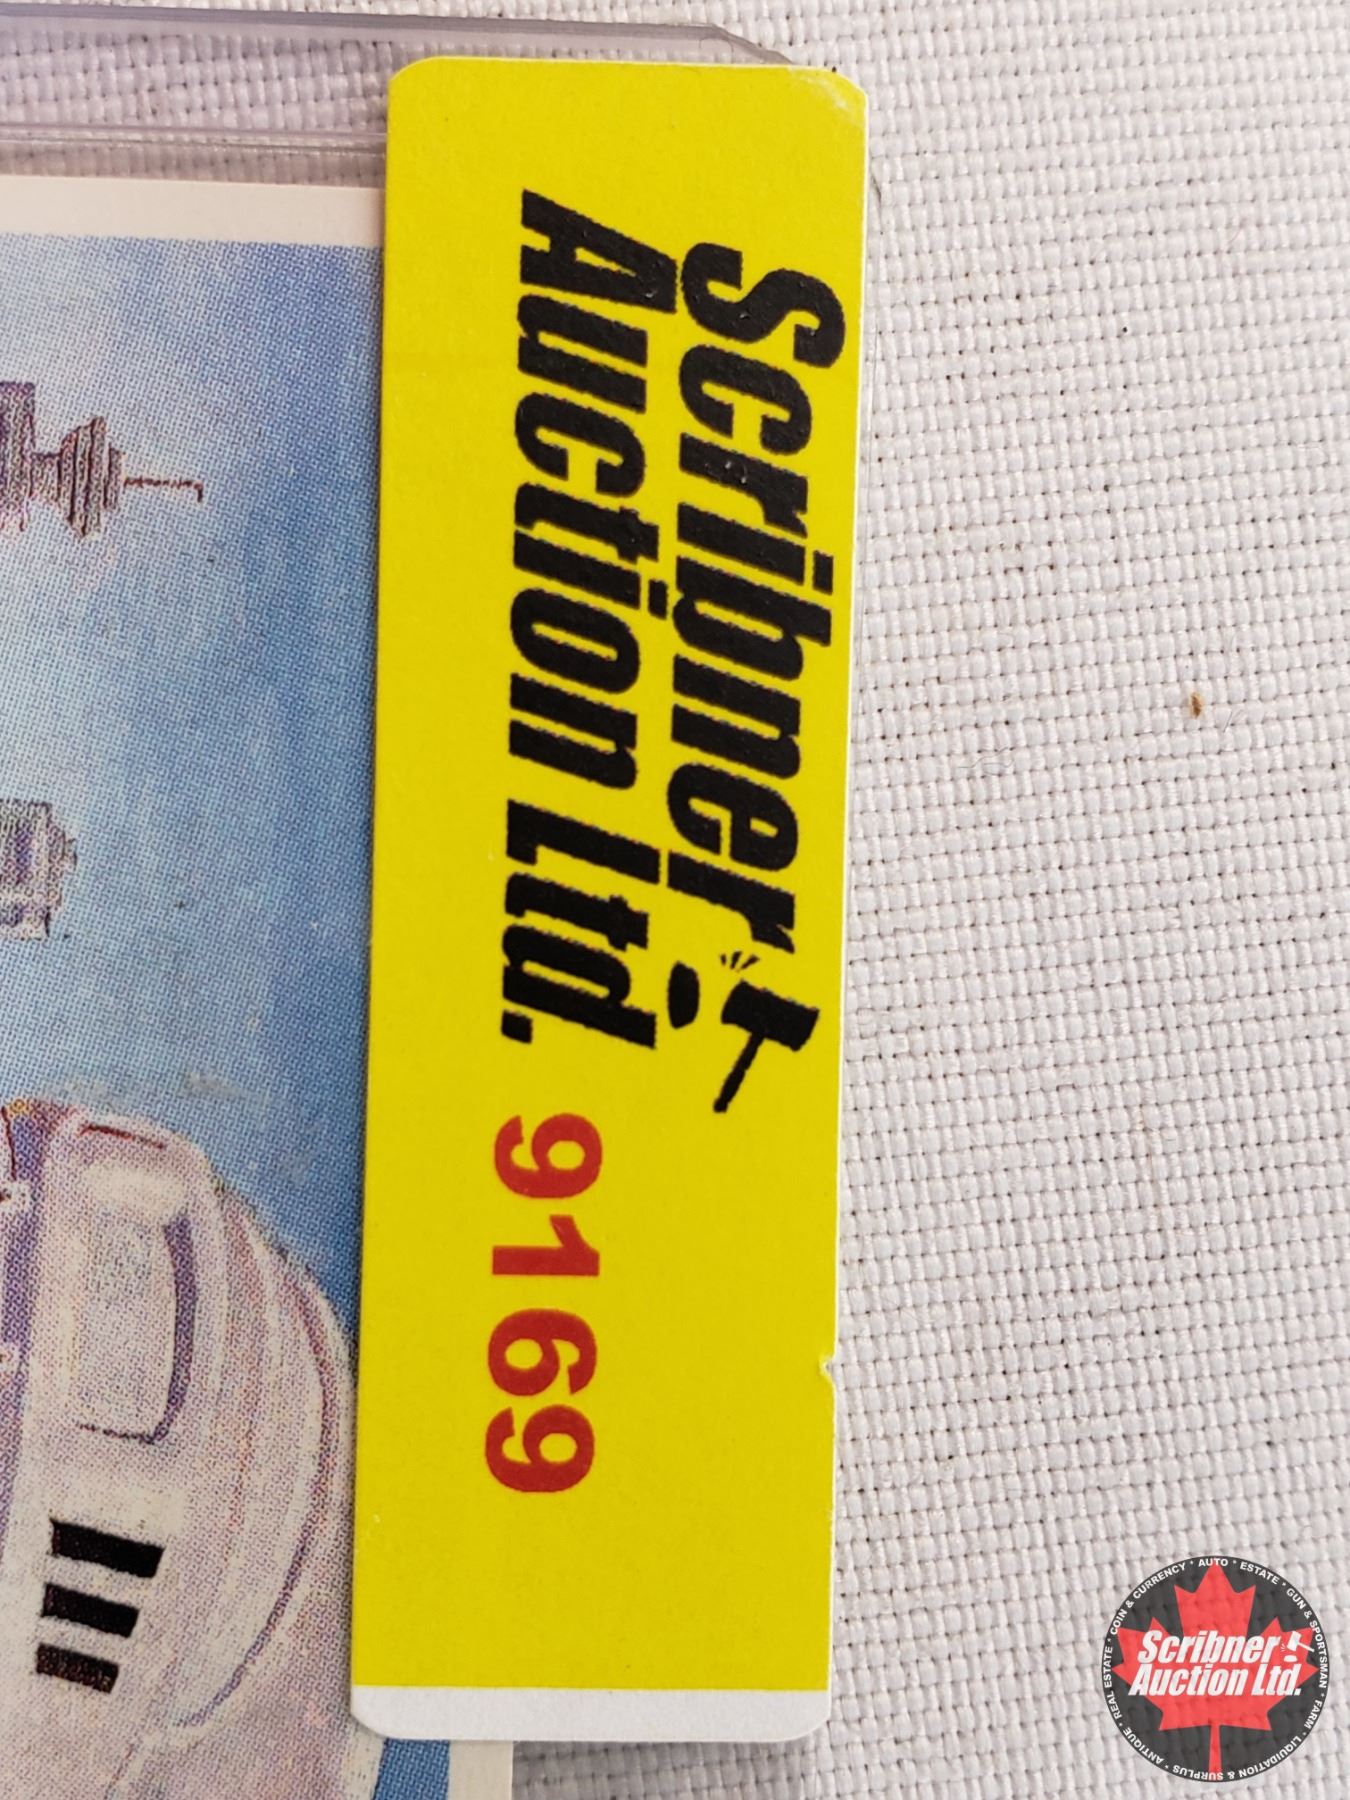 Scribner
Auction Ltd. 9169
Scribner
Auction Ltd.
REAL ESTATE * COIN & CURRENCY * AUTO * ESTATE * GUN & SPORTSMAN * FARM * LIQUIDATION & SURPLUS * ANTIQUE *